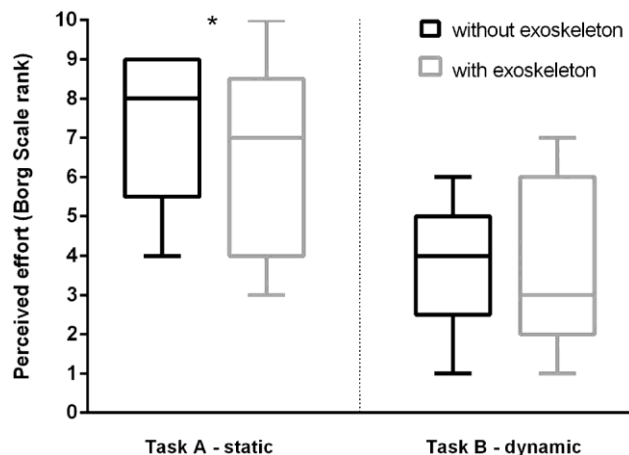 Perceived effort (Borg Scale rank)
10
9
8
7
6
5
4
3
2
1
0
*
without exoskeleton
with exoskeleton
Task A - static
Task B - dynamic